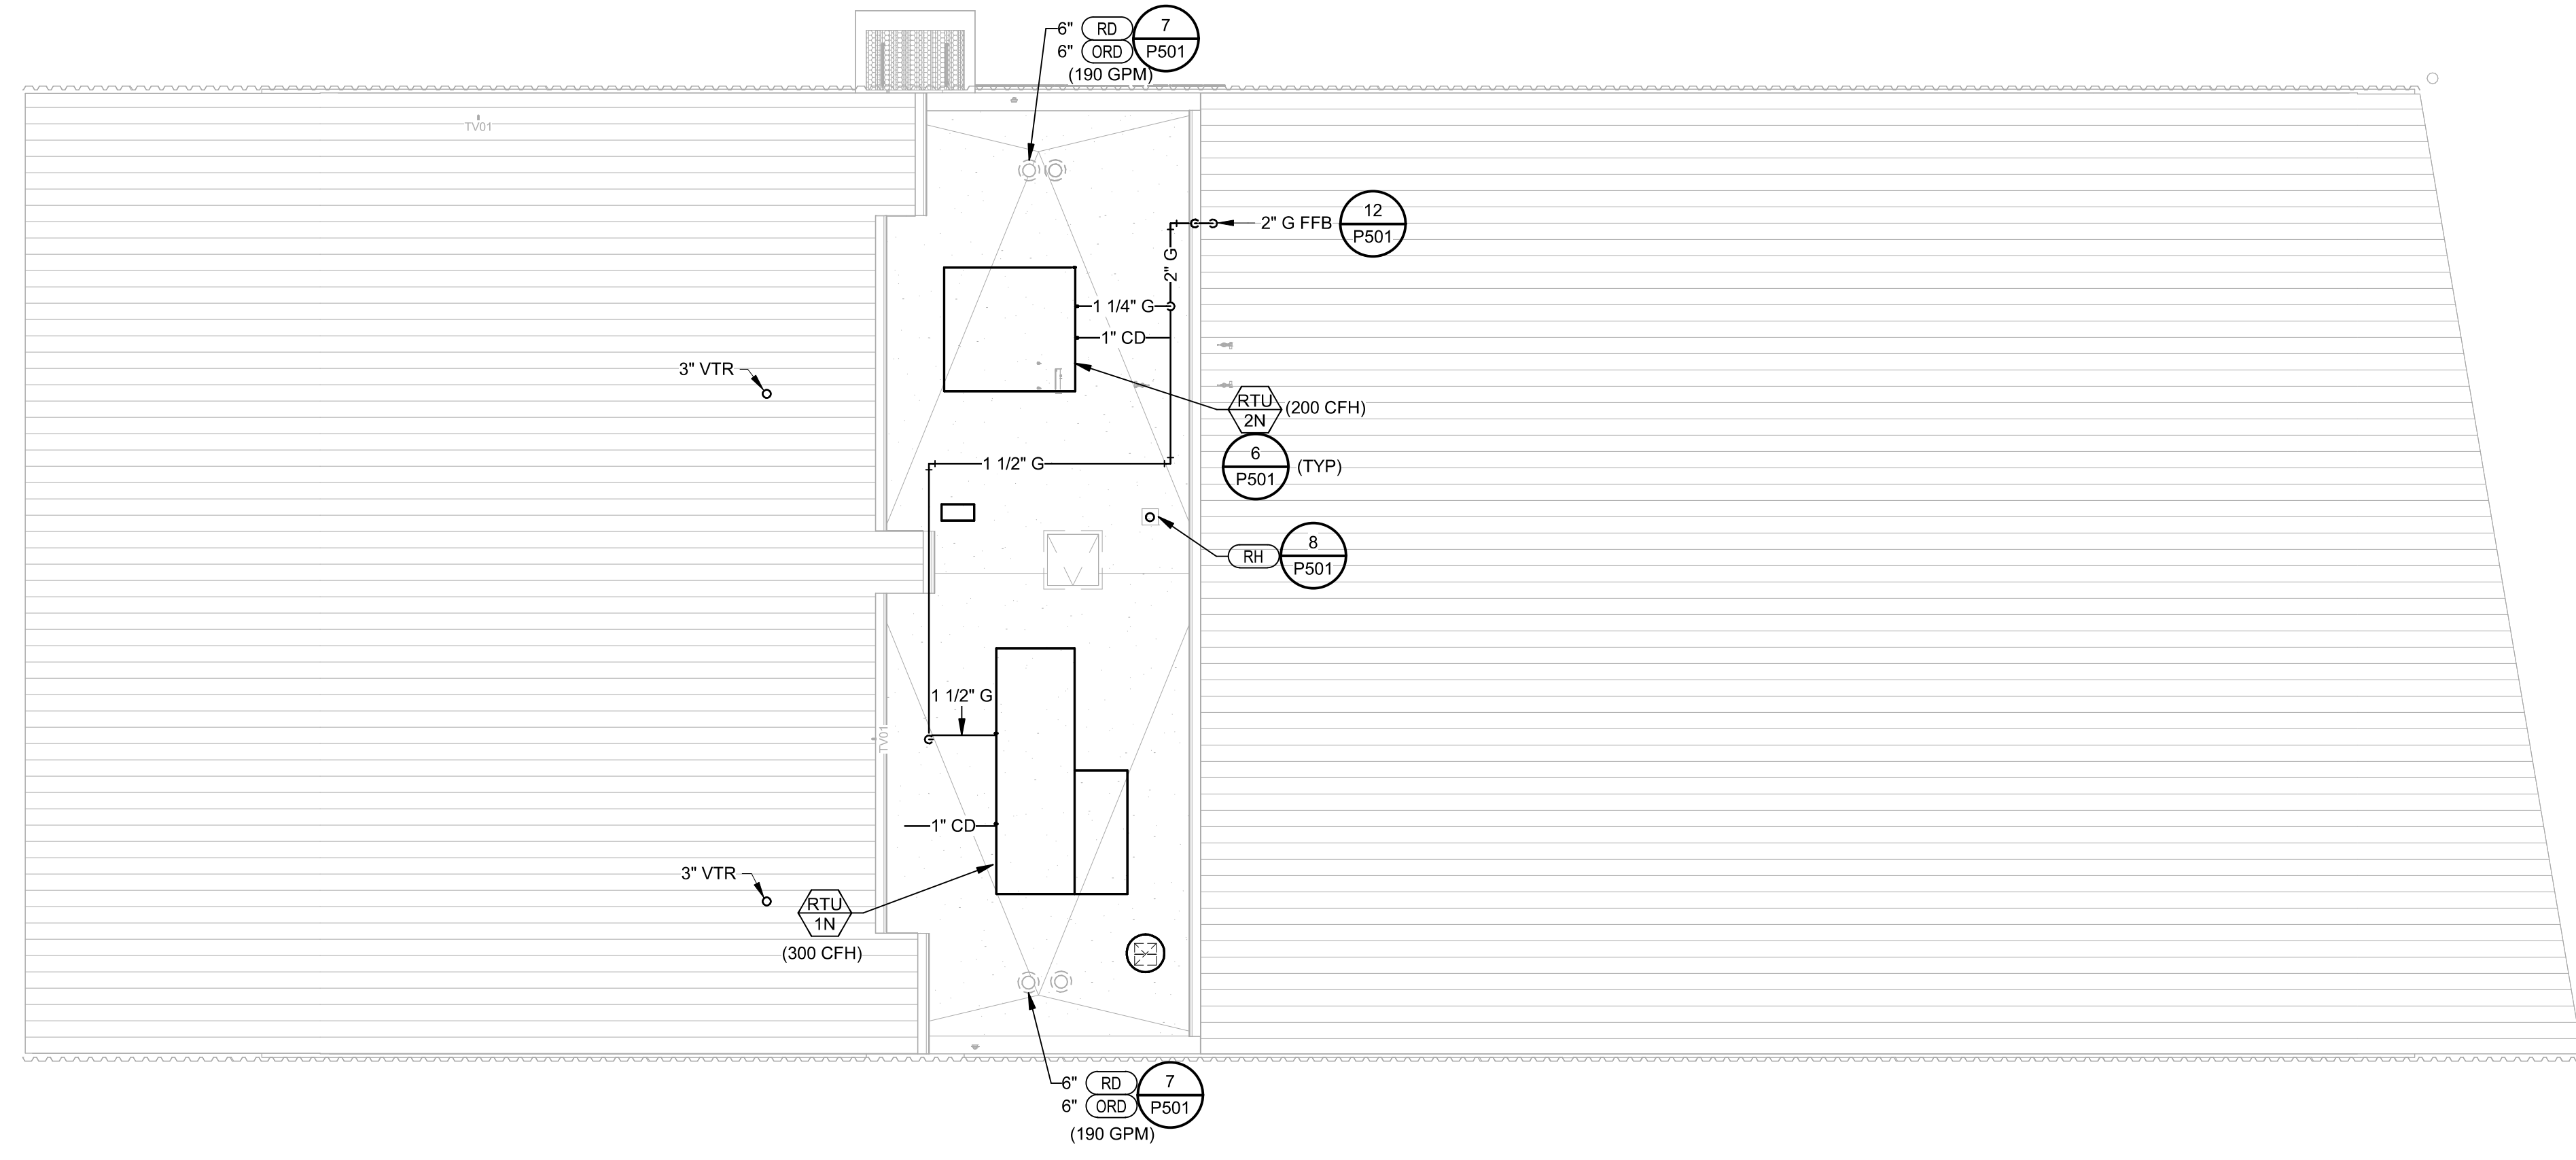 6" RD 7
6" ORD P501
(190 GPM)
TV01
2" G FFB 12
P501
2" G
1 1/4" G
1" CD
3" VTR
RTU (200 CFH)
2N
6 (TYP)
P501
1 1/2" G
RH 8
P501
1 1/2" G
TV01
1" CD
3" VTR
RTU
1N
(300 CFH)
6" RD 7
6" ORD P501
(190 GPM)